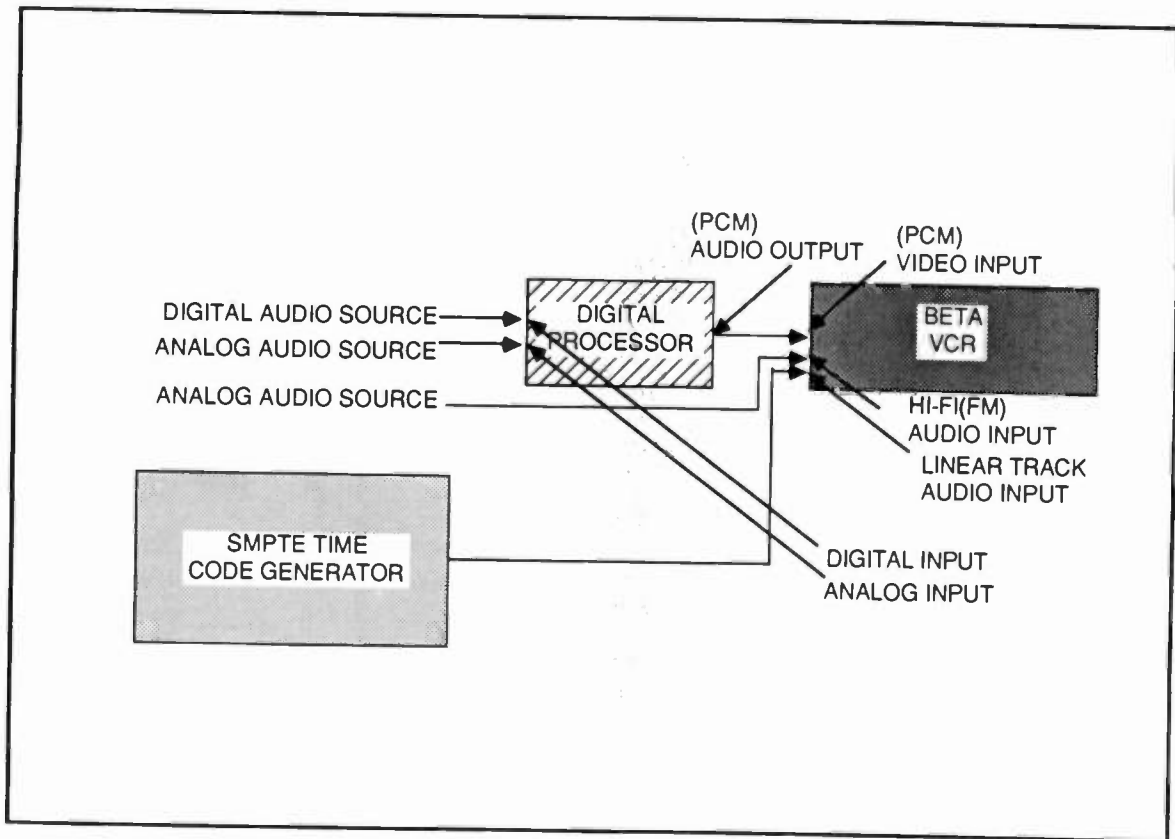 (PCM)
AUDIO OUTPUT
(PCM)
VIDEO INPUT
DIGITAL AUDIO SOURCE
ANALOG AUDIO SOURCE
ANALOG AUDIO SOURCE
DIGITAL
PROCESSOR
BETA
VCR
HI-FI(FM)
AUDIO INPUT
LINEAR TRACK
AUDIO INPUT
SMPTE TIME
CODE GENERATOR
DIGITAL INPUT
ANALOG INPUT